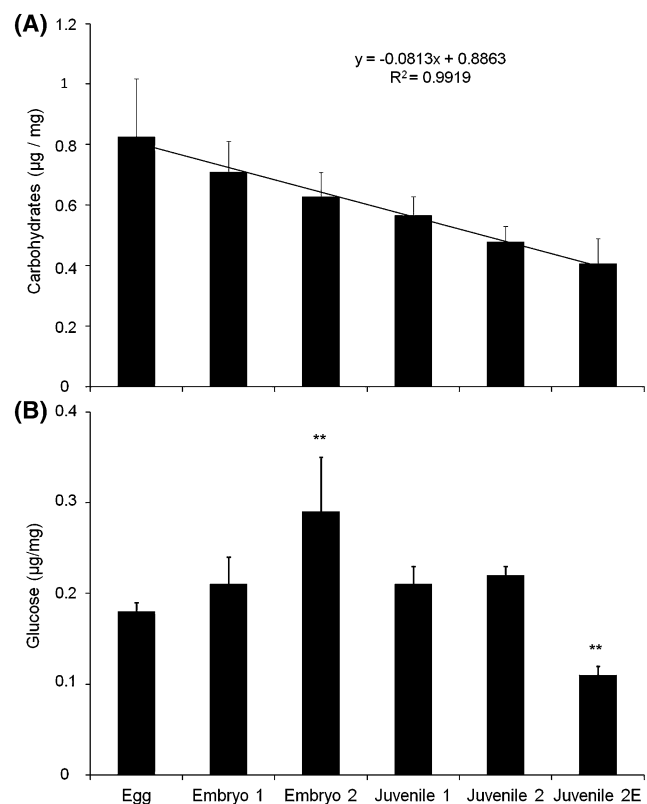 (A)
1.2
1
0.8
0.6
0.4
0.2
0
Carbohydrates (µg / mg)
y = -0.0813x + 0.8863
R² = 0.9919
(B)
0.4
0.3
0.2
0.1
0
Glucose (µg/mg)
**
**
Egg Embryo 1 Embryo 2 Juvenile 1 Juvenile 2 Juvenile 2E